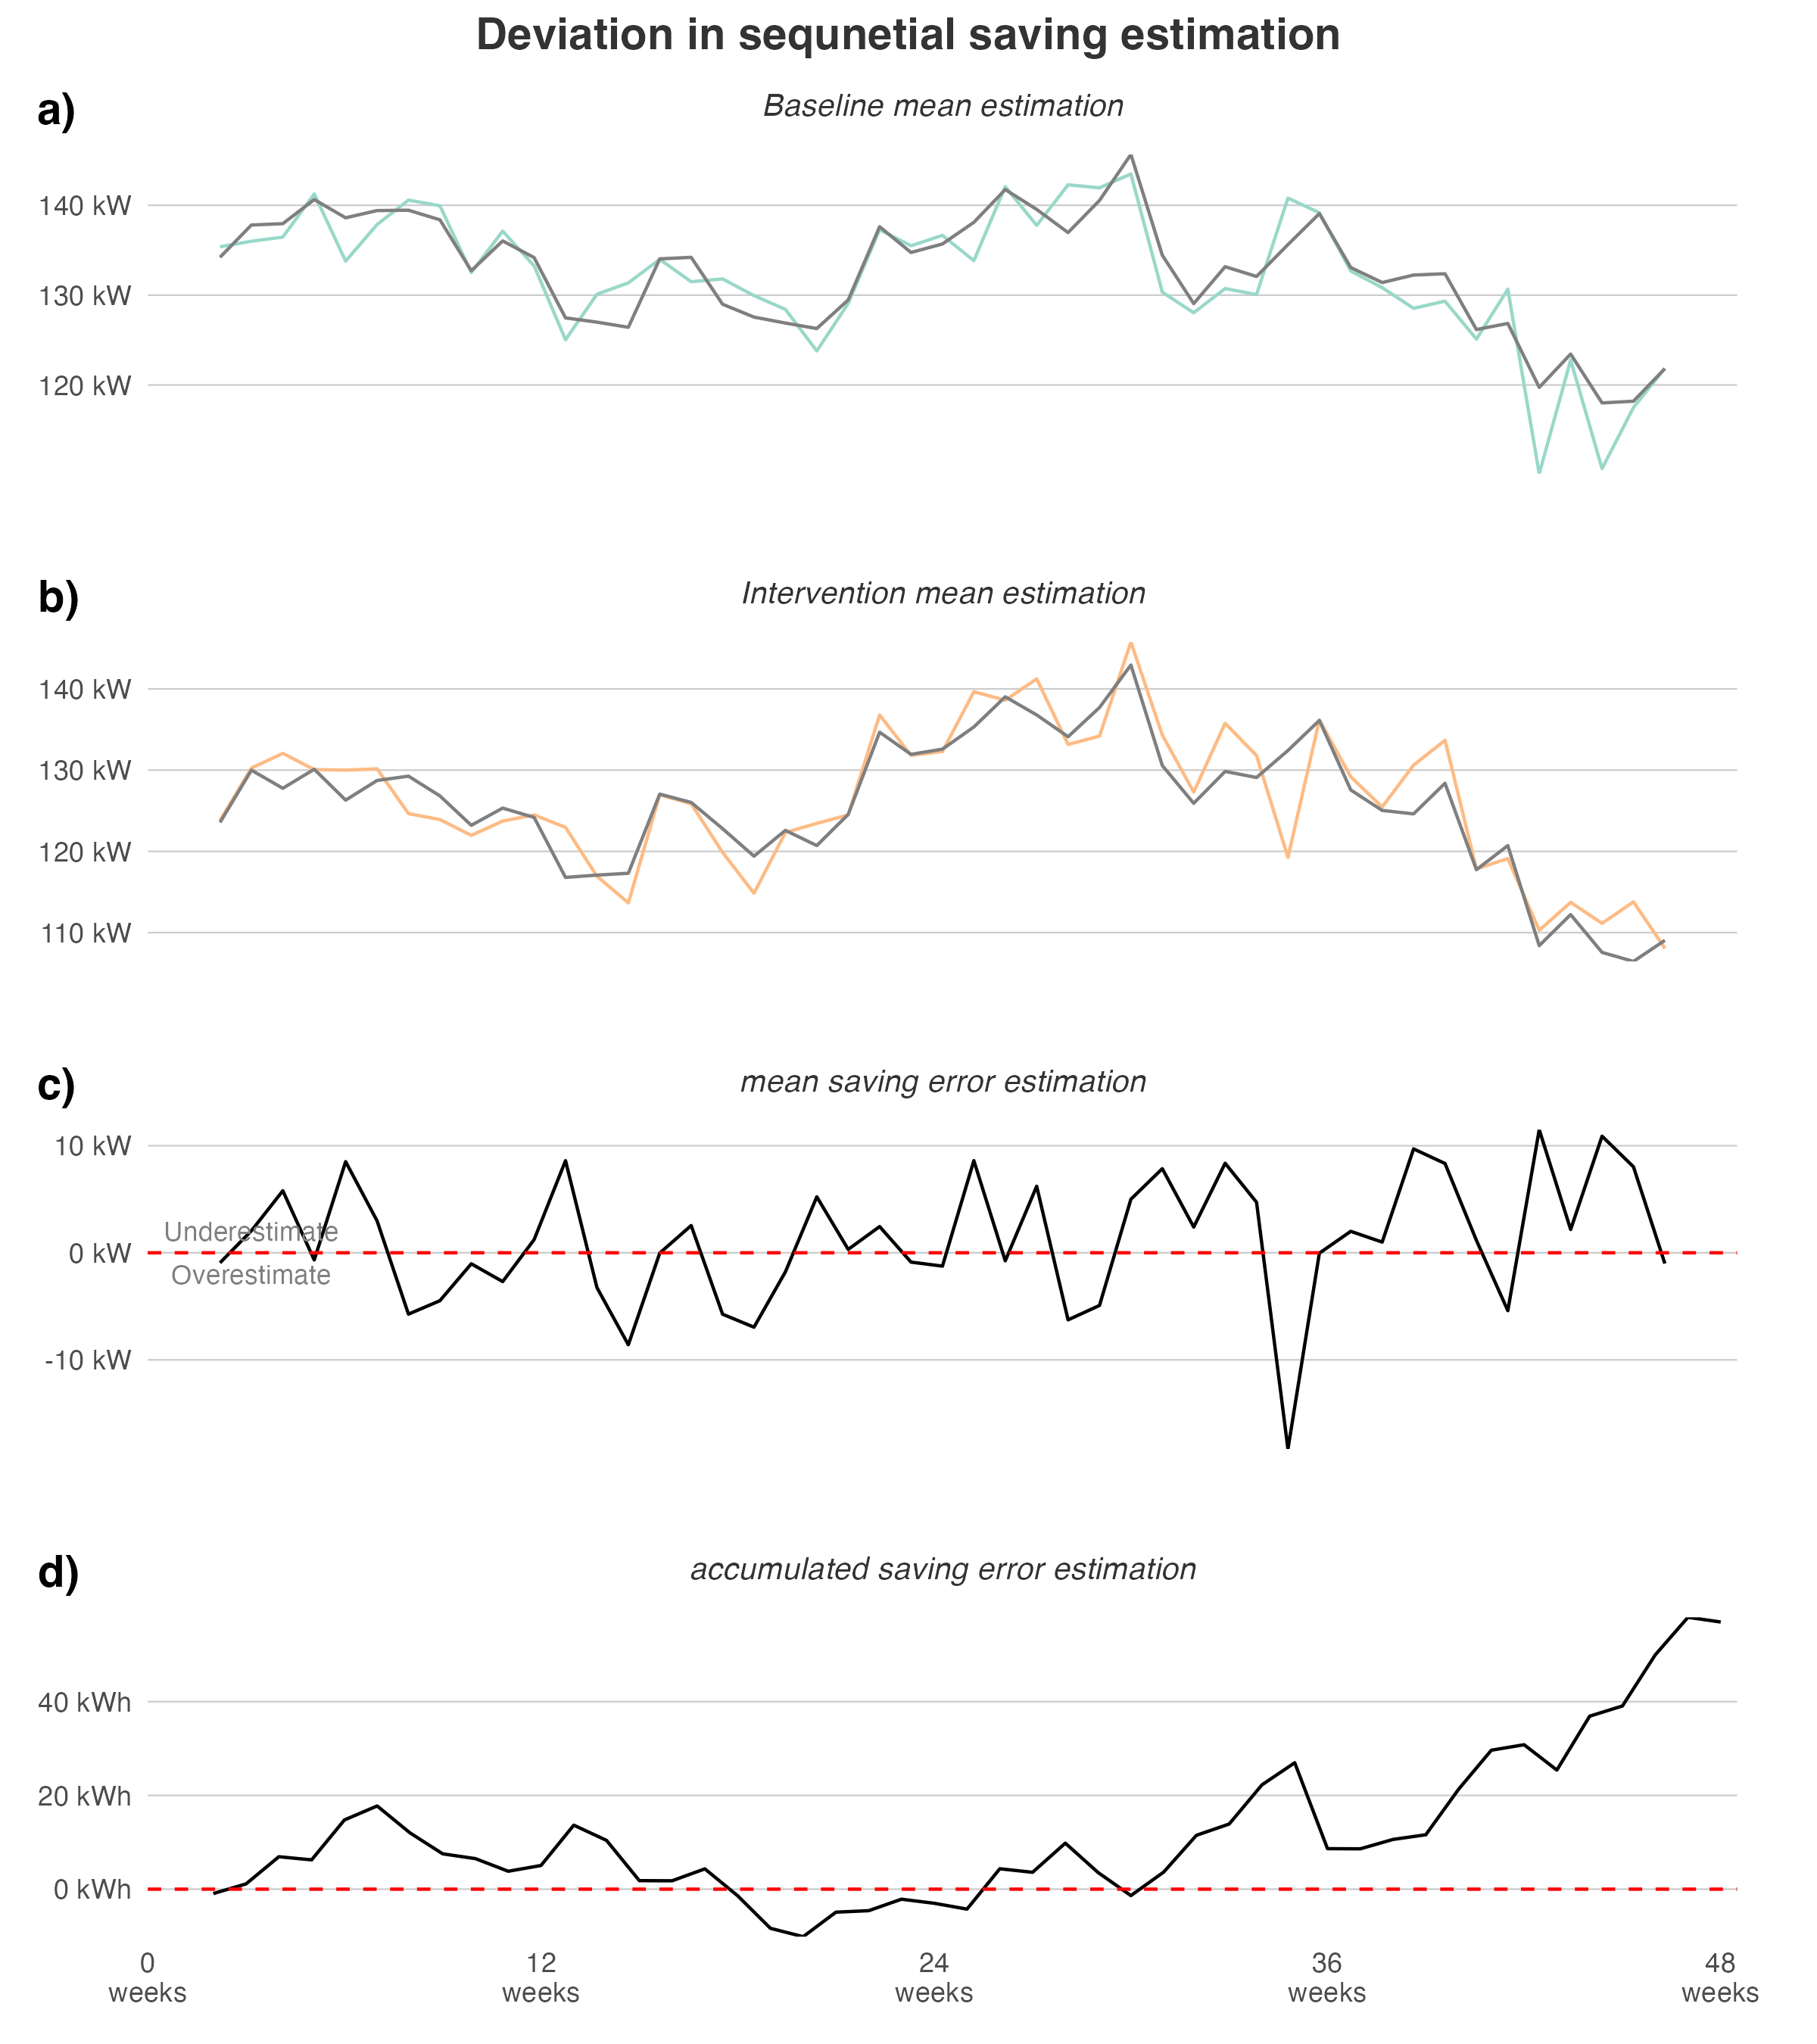 Deviation in sequnetial saving estimation
a)
Baseline mean estimation
140 kW
130 kW
120 kW
b)
Intervention mean estimation
140 kW
130 kW
120 kW
110 kW
c)
mean saving error estimation
10 kW
Underestimate
0 kW
Overestimate
-10 kW
d)
accumulated saving error estimation
40 kWh
20 kWh
0 kWh
0 12 24 36 48
weeks weeks weeks weeks weeks